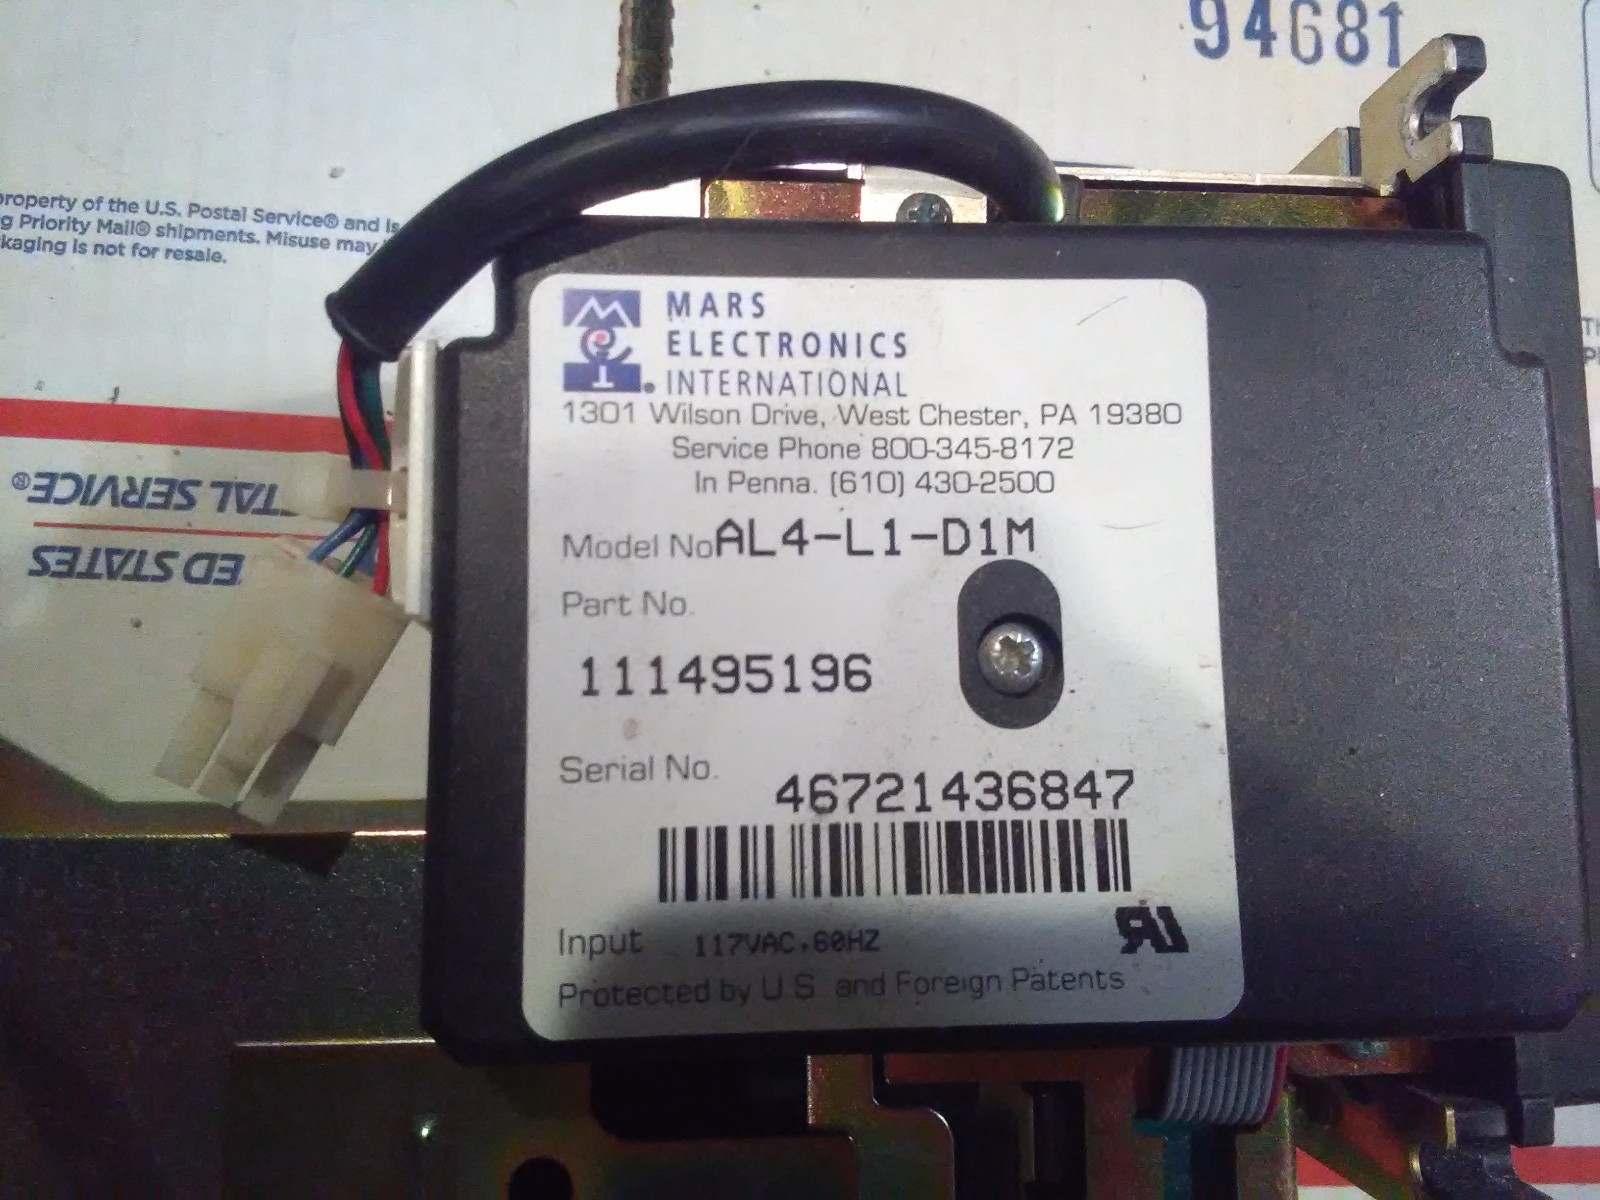 94681
property of the U.S. Postal Service® and is
g Priority Mail® shipments. Misuse may
kaging is not for resale.
MARS
ELECTRONICS
INTERNATIONAL
1301 Wilson Drive, West Chester, PA 19380
Service Phone 800-345-8172
In Penna. (610) 430-2500
TAL SERVICE®
ED STATES
Model No AL4-L1-D1M
Part No.
111495196
Serial No.
46721436847
Input 117VAC,60HZ
Protected by U.S. and Foreign Patents